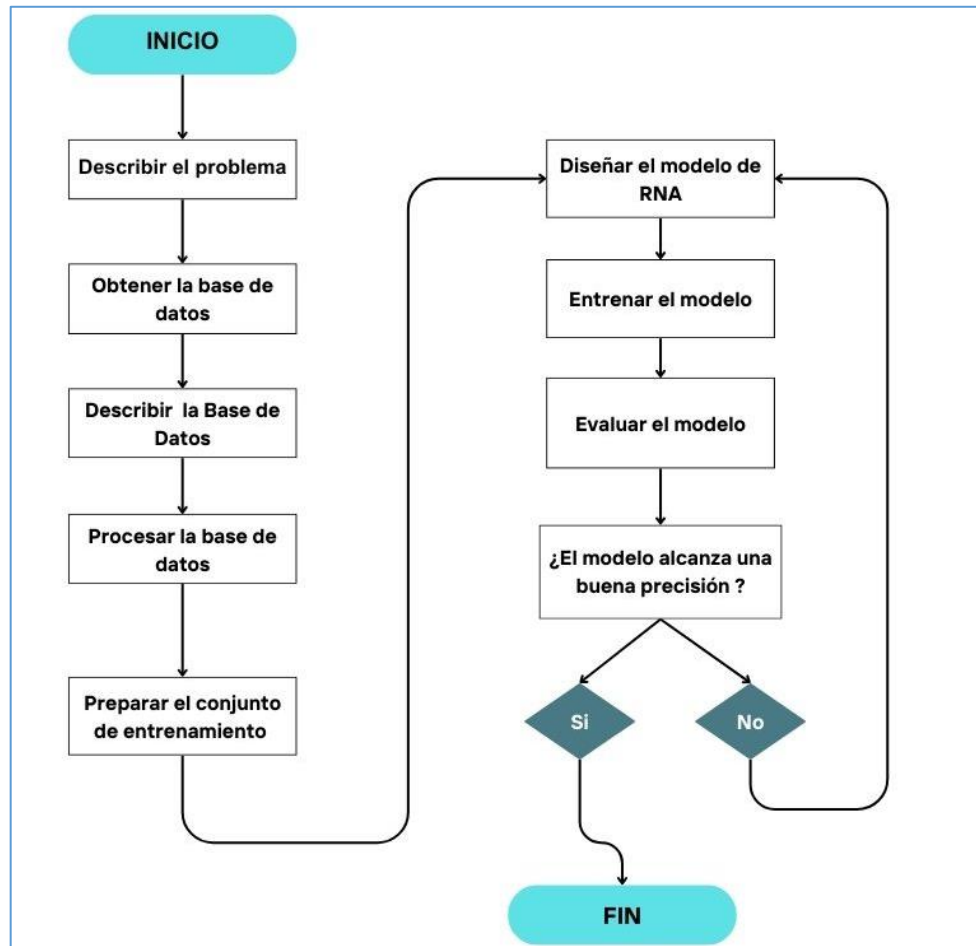 INICIO
Describir el problema
Obtener la base de
datos
Describir  la Base de
Datos
Procesar la base de
datos
Preparar el conjunto
de entrenamiento
Diseñar el modelo de
RNA
Entrenar el modelo
Evaluar el modelo
¿El modelo alcanza una
buena precisión ?
Si
No
FIN